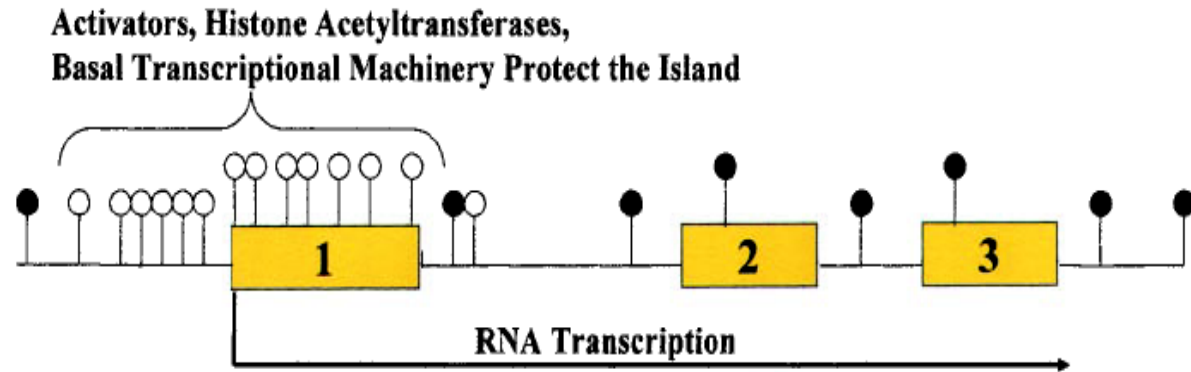 Activators, Histone Acetyltransferases,
Basal Transcriptional Machinery Protect the Island
1
2
3
RNA Transcription